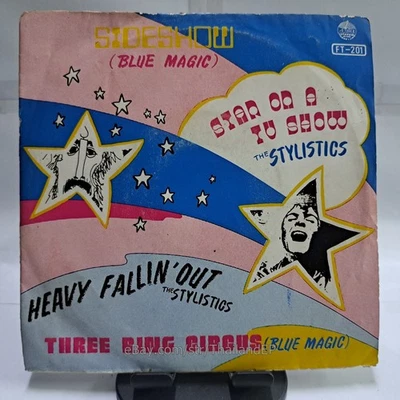 SIDESHOW
(BLUE MAGIC)
FT-201
STAR ON A
TV SHOW
THE STYLISTICS
HEAVY FALLIN' OUT
THE STYLISTICS
THREE RING CIRCUS (BLUE MAGIC)